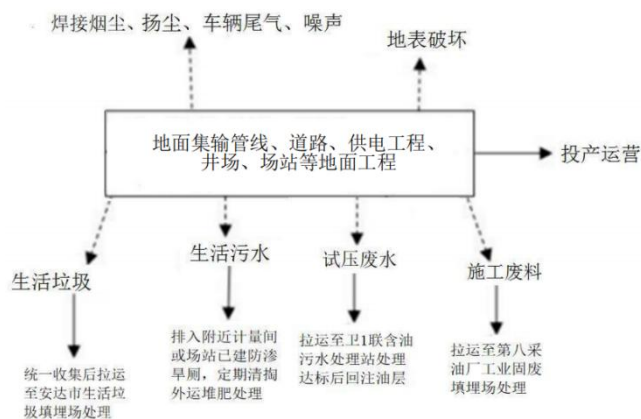 焊接烟尘、扬尘、车辆尾气、噪声
地表破坏
地面集输管线、道路、供电工程、
井场、场站等地面工程
投产运营
生活垃圾
生活污水
试压废水
施工废料
统一收集后拉运
至安达市生活垃
圾填埋场处理
排入附近计量间
或场站已建防渗
旱厕，定期清掏
外运堆肥处理
拉运至卫1联含油
污水处理站处理
达标后回注油层
拉运至第八采
油厂工业固废
填埋场处理